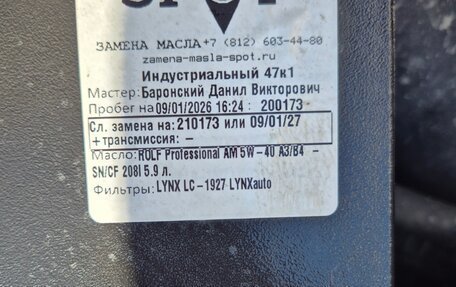 SPOT
ЗАМЕНА МАСЛА+7 (812) 603-44-80
zamena-masla-spot.ru
Индустриальный 47к1
Мастер: Баронский Данил Викторович
Пробег на 09/01/2026 16:24 : 200173
Сл. замена на: 210173 или 09/01/27
+трансмиссия: –
Масло: ROLF Professional AM 5W-40 A3/B4 -
SN/CF 208l 5.9 л.
Фильтры: LYNX LC-1927 LYNXauto